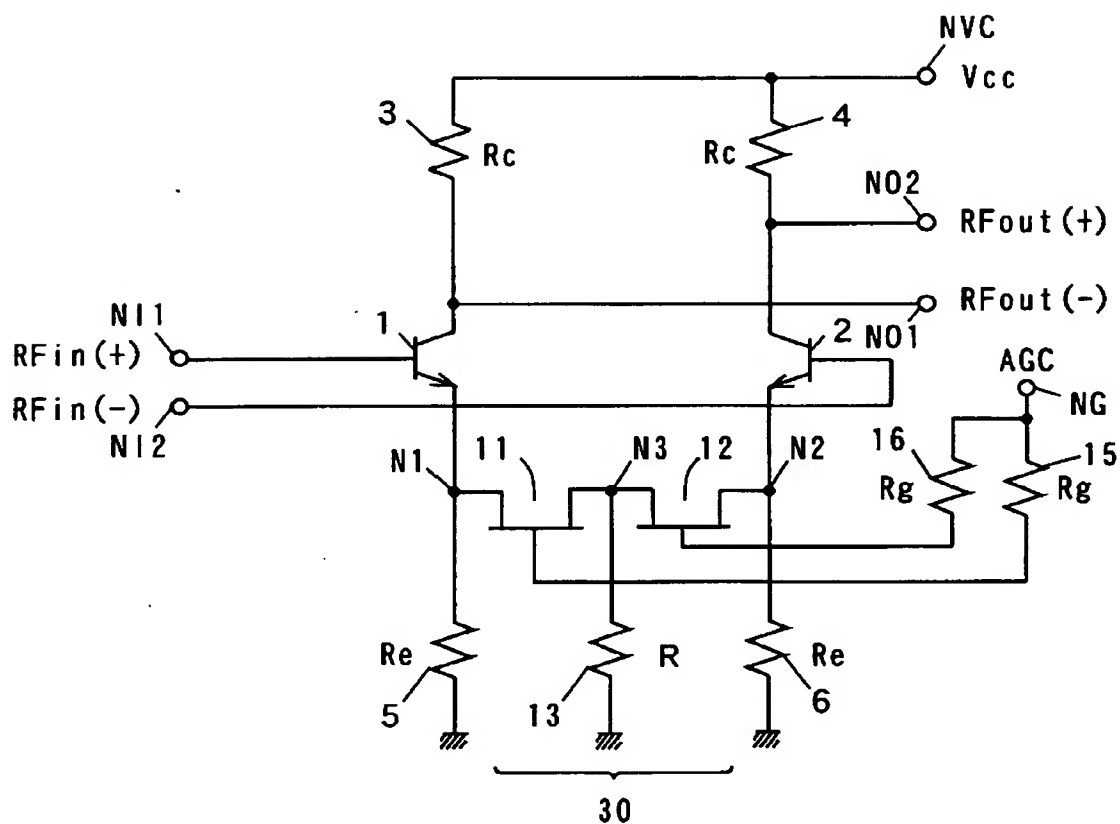 NVC
Vcc
3
Rc
4
Rc
NO2
RFout(+)
RFout(-)
NO1
NI1
RFin(+)
1
2
RFin(-)
NI2
AGC
NG
N1
11
N3
12
N2
16
Rg
15
Rg
Re
5
R
13
Re
6
30